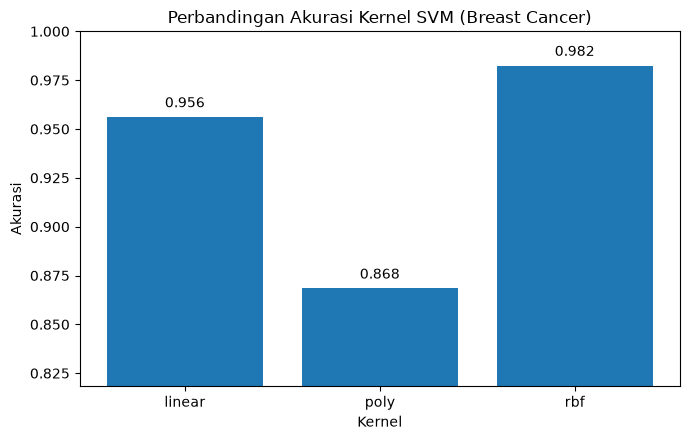 Perbandingan Akurasi Kernel SVM (Breast Cancer)
1.000
0.975
0.950
0.925
0.900
0.875
0.850
0.825
Akurasi
0.956
0.868
0.982
linear
poly
rbf
Kernel